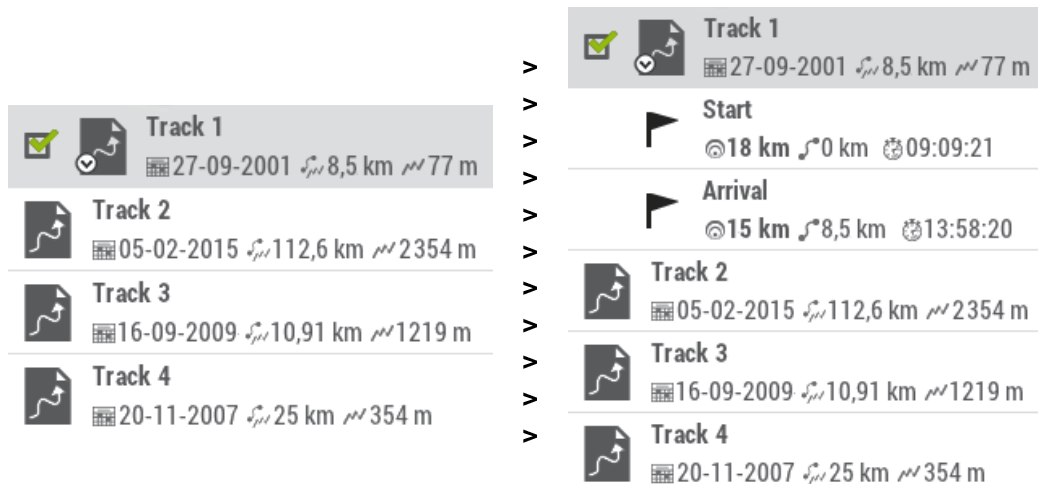 Track 1
27-09-2001 8,5 km 77 m
Track 2
05-02-2015 112,6 km 2354 m
Track 3
16-09-2009 10,91 km 1219 m
Track 4
20-11-2007 25 km 354 m
>
>
>
>
>
>
>
>
>
>
>
Track 1
27-09-2001 8,5 km 77 m
Start
18 km 0 km 09:09:21
Arrival
15 km 8,5 km 13:58:20
Track 2
05-02-2015 112,6 km 2354 m
Track 3
16-09-2009 10,91 km 1219 m
Track 4
20-11-2007 25 km 354 m